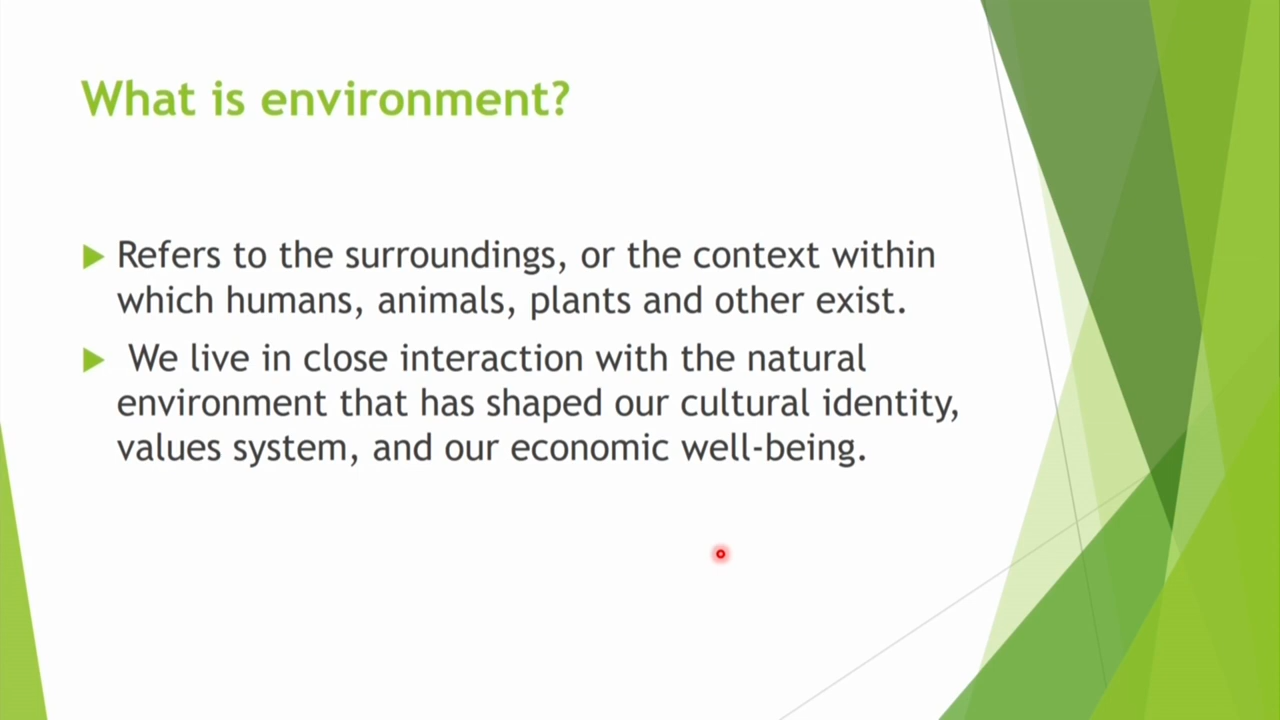 What is environment?
Refers to the surroundings, or the context within
which humans, animals, plants and other exist.
We live in close interaction with the natural
environment that has shaped our cultural identity,
values system, and our economic well-being.